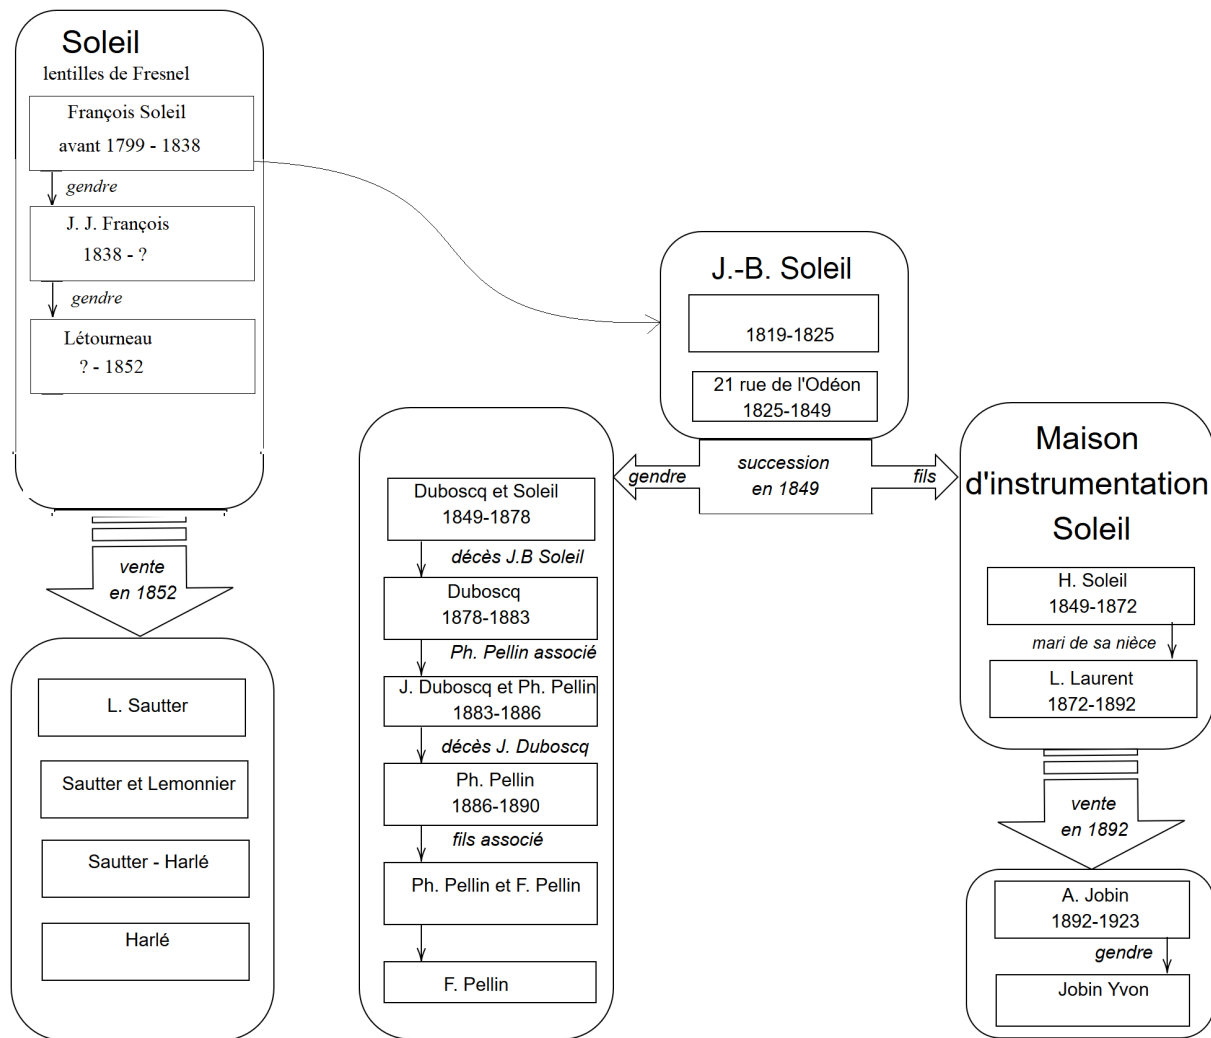 Soleil
lentilles de Fresnel
François Soleil
avant 1799 - 1838
gendre
J. J. François
1838 - ?
gendre
Létourneau
? - 1852
vente
en 1852
L. Sautter
Sautter et Lemonnier
Sautter - Harlé
Harlé
J.-B. Soleil
1819-1825
21 rue de l'Odéon
1825-1849
gendre
succession
en 1849
fils
Duboscq et Soleil
1849-1878
décès J.B Soleil
Duboscq
1878-1883
Ph. Pellin associé
J. Duboscq et Ph. Pellin
1883-1886
décès J. Duboscq
Ph. Pellin
1886-1890
fils associé
Ph. Pellin et F. Pellin
F. Pellin
Maison
d'instrumentation
Soleil
H. Soleil
1849-1872
mari de sa nièce
L. Laurent
1872-1892
vente
en 1892
A. Jobin
1892-1923
gendre
Jobin Yvon